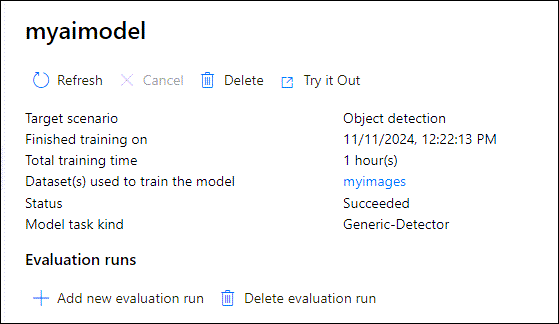 myaimodel
Refresh Cancel Delete Try it Out
Target scenario Object detection
Finished training on 11/11/2024, 12:22:13 PM
Total training time 1 hour(s)
Dataset(s) used to train the model myimages
Status Succeeded
Model task kind Generic-Detector
Evaluation runs
Add new evaluation run Delete evaluation run